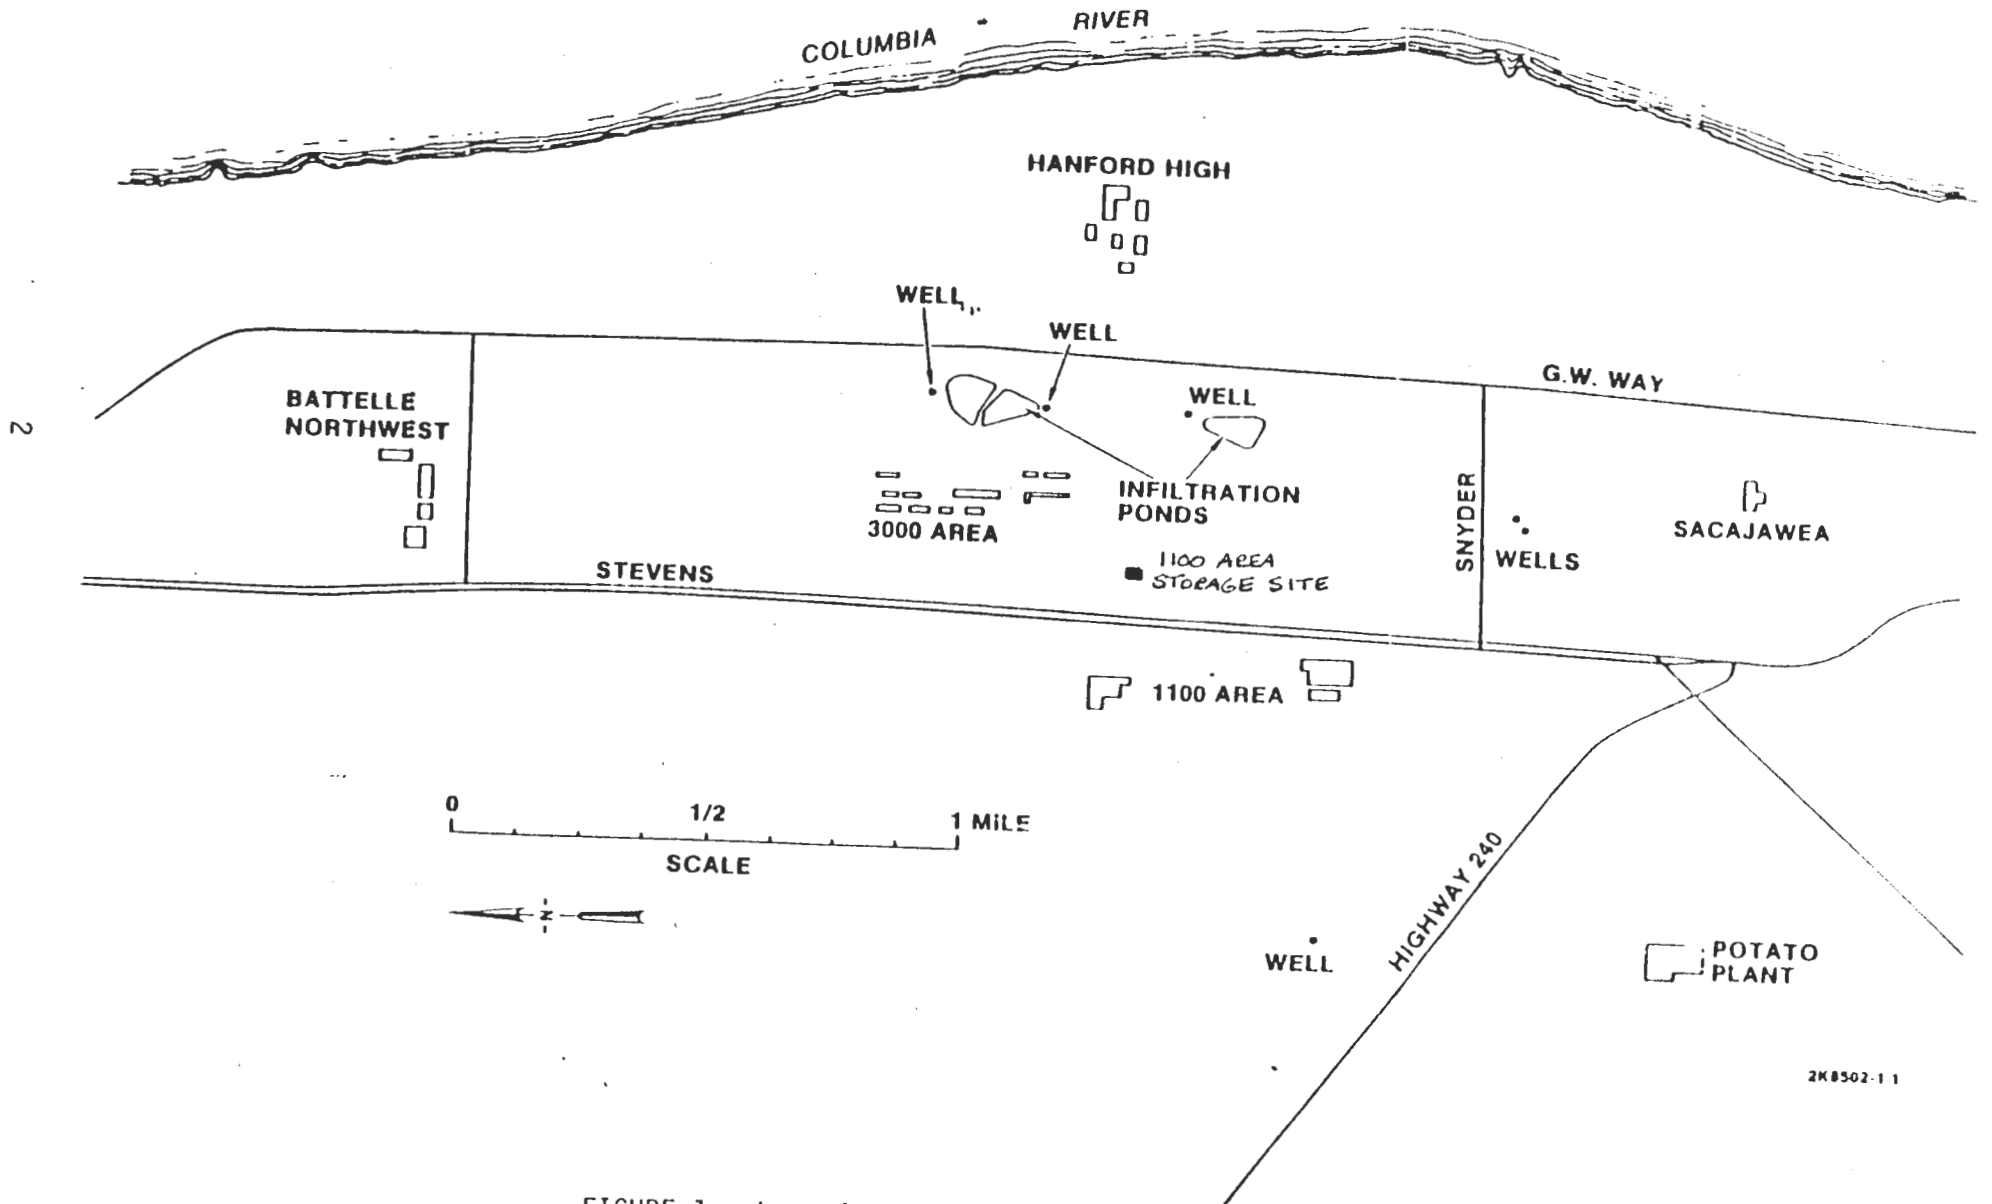 COLUMBIA RIVER
HANFORD HIGH
WELL
WELL
G.W. WAY
BATTELLE
NORTHWEST
WELL
2
INFILTRATION
PONDS
3000 AREA
SNYDER
SACAJAWEA
WELLS
STEVENS
1100 AREA
STORAGE SITE
1100 AREA
0 1/2 1 MILE
SCALE
N
HIGHWAY 240
WELL
POTATO
PLANT
2K8502-1 1
FIGURE 1